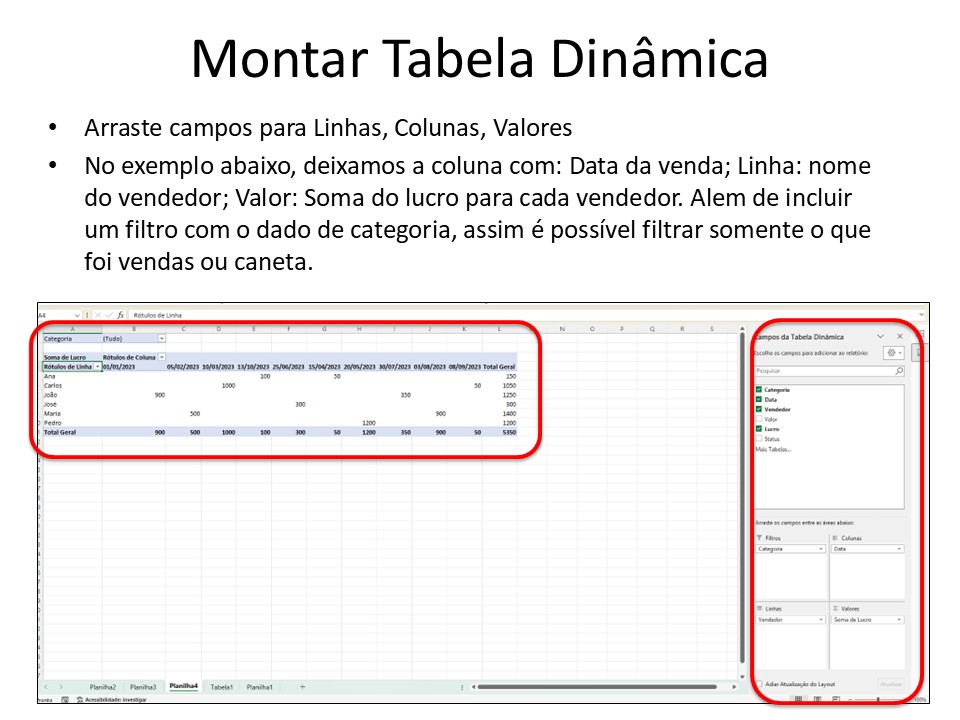 Montar Tabela Dinâmica
• Arraste campos para Linhas, Colunas, Valores
• No exemplo abaixo, deixamos a coluna com: Data da venda; Linha: nome
do vendedor; Valor: Soma do lucro para cada vendedor. Alem de incluir
um filtro com o dado de categoria, assim é possível filtrar somente o que
foi vendas ou caneta.
A4 fx Rótulos de Linha
A B C D E F G H I J K L M N O P Q R S
Categoria (Tudo)
Soma de Lucro Rótulos de Coluna
Rótulos de Linha 01/01/2023 05/02/2023 10/03/2023 13/10/2023 25/06/2023 15/04/2023 20/05/2023 30/07/2023 03/08/2023 08/09/2023 Total Geral
Ana 100 50 150
Carlos 1000 50 1050
João 900 350 1250
José 300 300
Maria 500 900 1400
Pedro 1200 1200
Total Geral 900 500 1000 100 300 50 1200 350 900 50 5350
Campos da Tabela Dinâmica
Escolhe os campos para adicionar ao relatório:
Pesquisar
Categoria
Data
Vendedor
Valor
Lucro
Status
Mais Tabelas...
Arraste os campos entre as áreas abaixo:
Filtros Colunas
Categoria Data
Linhas Valores
Vendedor Soma de Lucro
Adiar Atualização do Layout Atualizar
Planilha2 Planilha3 Planilha4 Tabela1 Planilha1 +
Pronto Acessibilidade: investigar 100%